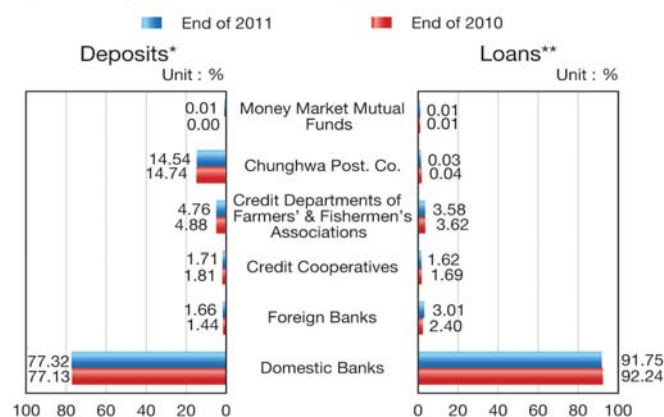 End of 2011 End of 2010
Deposits* Loans**
Unit : % Unit : %
0.01 Money Market Mutual 0.01
0.00 Funds 0.01
14.54 Chunghwa Post. Co. 0.03
14.74 0.04
4.76 Credit Departments of 3.58
4.88 Farmers' & Fishermen's 3.62
Associations
1.71 Credit Cooperatives 1.62
1.81 1.69
1.66 Foreign Banks 3.01
1.44 2.40
77.32 Domestic Banks 91.75
77.13 92.24
100 80 60 40 20 0 0 20 40 60 80 100